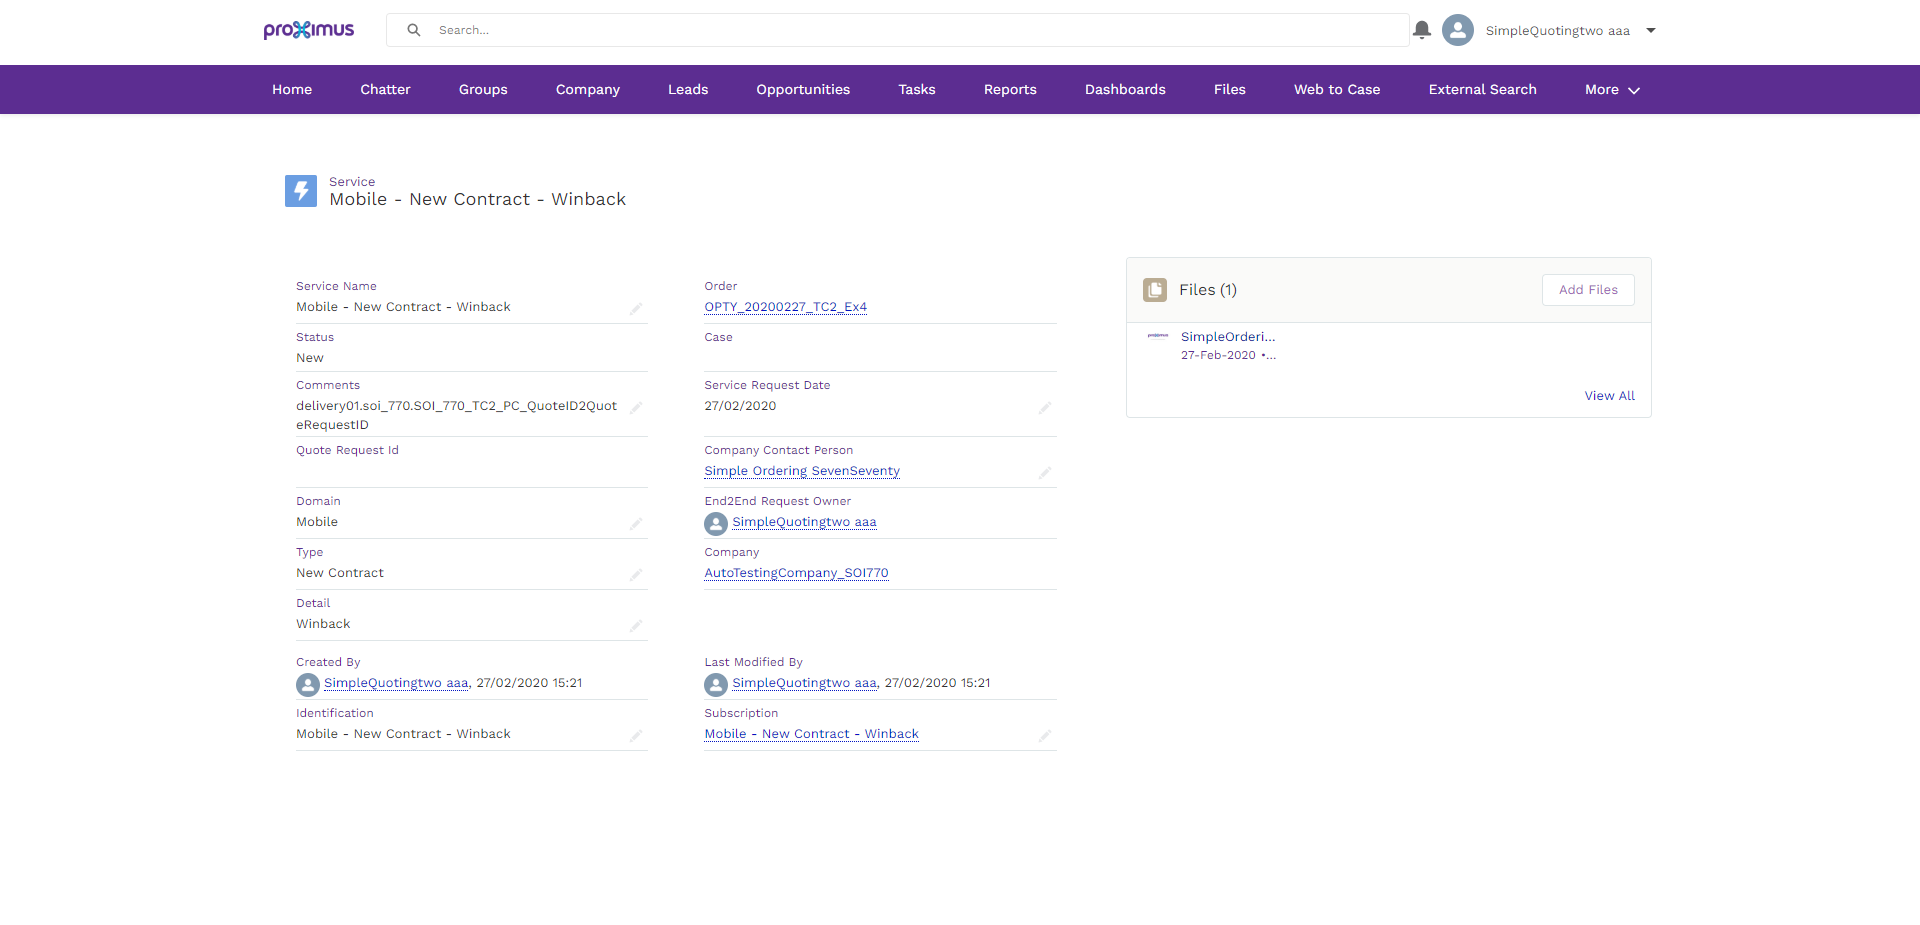 proximus
Search...
SimpleQuotingtwo aaa
Home
Chatter
Groups
Company
Leads
Opportunities
Tasks
Reports
Dashboards
Files
Web to Case
External Search
More
Service
Mobile - New Contract - Winback
Service Name
Mobile - New Contract - Winback
Order
OPTY_20200227_TC2_Ex4
Status
New
Case
Comments
delivery01.soi_770.SOI_770_TC2_PC_QuoteID2Quot
eRequestID
Service Request Date
27/02/2020
Quote Request Id
Company Contact Person
Simple Ordering SevenSeventy
Domain
Mobile
End2End Request Owner
SimpleQuotingtwo aaa
Type
New Contract
Company
AutoTestingCompany_SOI770
Detail
Winback
Created By
SimpleQuotingtwo aaa, 27/02/2020 15:21
Last Modified By
SimpleQuotingtwo aaa, 27/02/2020 15:21
Identification
Mobile - New Contract - Winback
Subscription
Mobile - New Contract - Winback
Files (1)
Add Files
proximus
SimpleOrderi...
27-Feb-2020 •...
View All